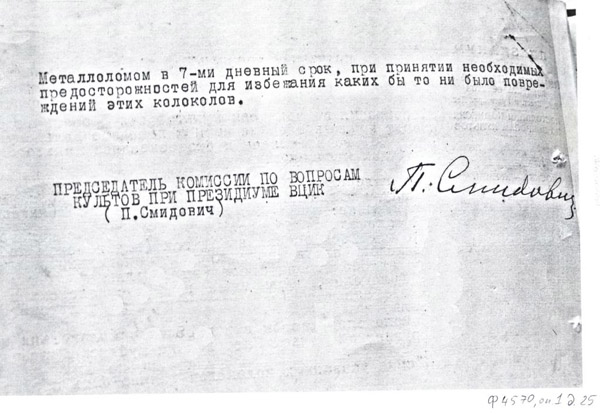 Металлоломом в 7-ми дневный срок, при принятии необходимых
предосторожностей для избежания каких бы то ни было повре-
ждений этих колоколов.
ПРЕДСЕДАТЕЛЬ КОМИССИИ ПО ВОПРОСАМ
КУЛЬТОВ ПРИ ПРЕЗИДИУМЕ ВЦИК
( П.Смидович)
П. Смидович
Ф 4570, оп 1 д. 25